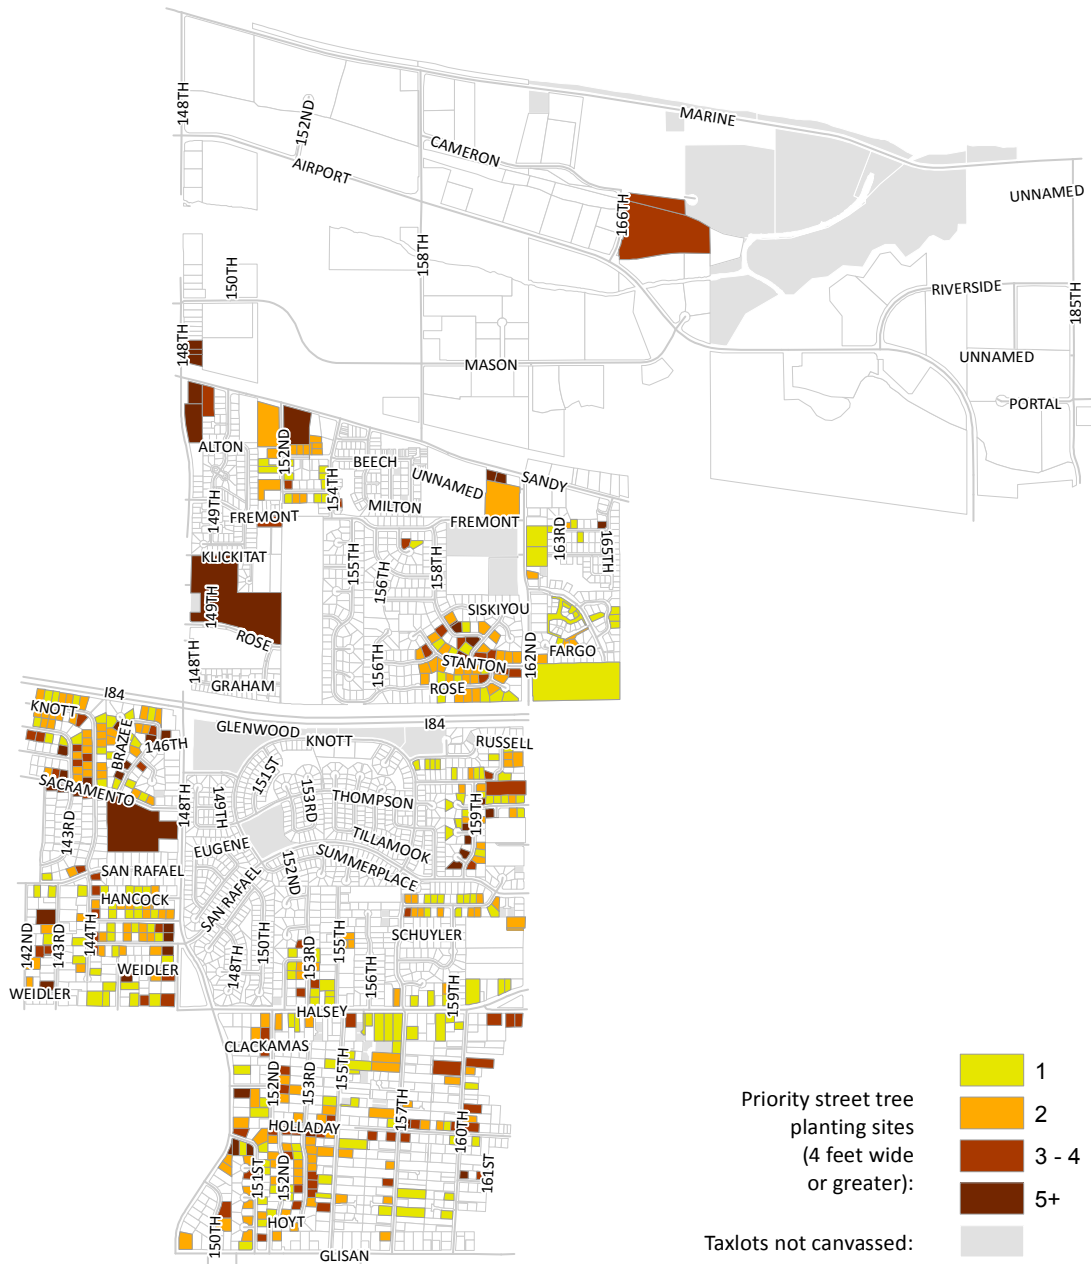 MARINE
148TH
152ND
CAMERON
AIRPORT
UNNAMED
166TH
158TH
150TH
RIVERSIDE
185TH
148TH
UNNAMED
MASON
PORTAL
ALTON
152ND
BEECH
154TH
UNNAMED
SANDY
149TH
MILTON
FREMONT
FREMONT
163RD
165TH
KLICKITAT
155TH
156TH
158TH
149TH
SISKIYOU
ROSE
148TH
156TH
STANTON
162ND
FARGO
GRAHAM
ROSE
I84
KNOTT
I84
GLENWOOD
KNOTT
RUSSELL
BRAZEE
146TH
151ST
SACRAMENTO
148TH
149TH
153RD
THOMPSON
159TH
143RD
EUGENE
TILLAMOOK
SUMMERPLACE
SAN RAFAEL
152ND
HANCOCK
SAN RAFAEL
142ND
143RD
144TH
148TH
150TH
153RD
155TH
SCHUYLER
156TH
WEIDLER
WEIDLER
159TH
HALSEY
CLACKAMAS
152ND
153RD
155TH
157TH
160TH
HOLLADAY
151ST
152ND
161ST
150TH
HOYT
GLISAN
Priority street tree
planting sites
(4 feet wide
or greater):
1
2
3 - 4
5+
Taxlots not canvassed: